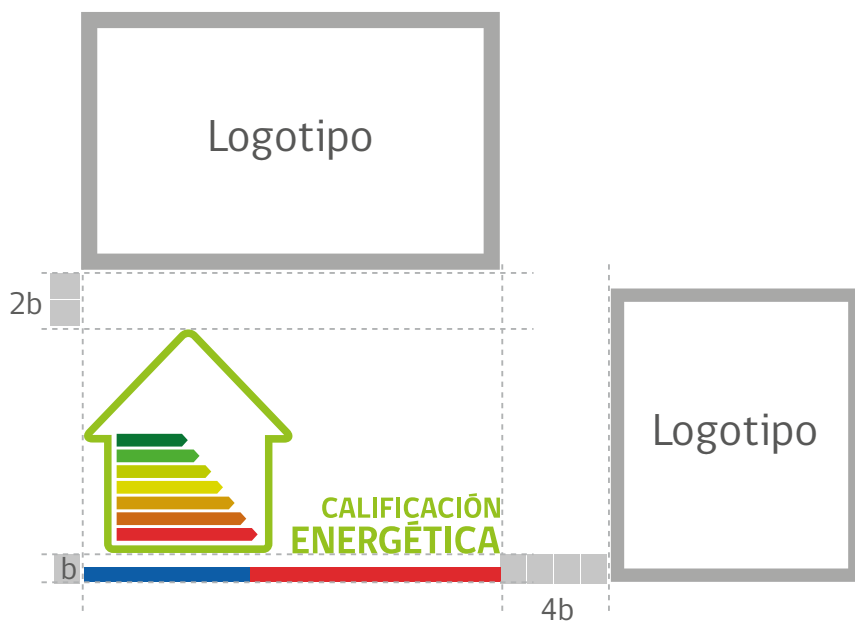 Logotipo
2b
Logotipo
CALIFICACIÓN
ENERGÉTICA
b
4b